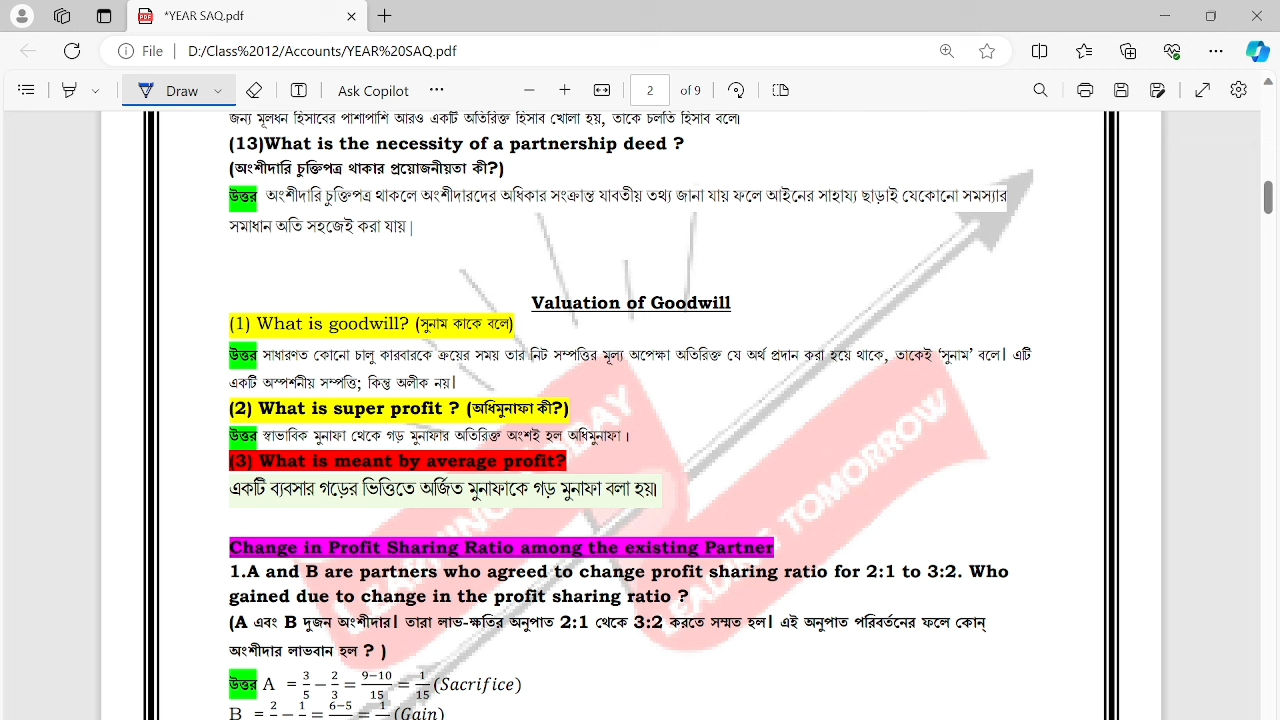 *YEAR SAQ.pdf
File | D:/Class%2012/Accounts/YEAR%20SAQ.pdf
Draw
Ask Copilot
2 of 9
জন্য মূলধন হিসাবের পাশাপাশি আরও একটি অতিরিক্ত হিসাব খোলা হয়, তাকে চলতি হিসাব বলে।
(13)What is the necessity of a partnership deed ?
(অংশীদারি চুক্তিপত্র থাকার প্রয়োজনীয়তা কী?)
উত্তর অংশীদারি চুক্তিপত্র থাকলে অংশীদারদের অধিকার সংক্রান্ত যাবতীয় তথ্য জানা যায় ফলে আইনের সাহায্য ছাড়াই যেকোনো সমস্যার
সমাধান অতি সহজেই করা যায়|
Valuation of Goodwill
(1) What is goodwill? (সুনাম কাকে বলে)
উত্তর সাধারণত কোনো চালু কারবারকে ক্রয়ের সময় তার নিট সম্পত্তির মূল্য অপেক্ষা অতিরিক্ত যে অর্থ প্রদান করা হয়ে থাকে, তাকেই ‘সুনাম’ বলে। এটি
একটি অস্পর্শনীয় সম্পত্তি; কিন্তু অলীক নয়।
(2) What is super profit ? (অধিমুনাফা কী?)
উত্তর স্বাভাবিক মুনাফা থেকে গড় মুনাফার অতিরিক্ত অংশই হল অধিমুনাফা।
(3) What is meant by average profit?
একটি ব্যবসার গড়ের ভিত্তিতে অর্জিত মুনাফাকে গড় মুনাফা বলা হয়।
Change in Profit Sharing Ratio among the existing Partner
1.A and B are partners who agreed to change profit sharing ratio for 2:1 to 3:2. Who
gained due to change in the profit sharing ratio ?
(A এবং B দুজন অংশীদার। তারা লাভ-ক্ষতির অনুপাত 2:1 থেকে 3:2 করতে সম্মত হল। এই অনুপাত পরিবর্তনের ফলে কোন্
অংশীদার লাভবান হল ? )
উত্তর A = 3/5 − 2/3 = 9−10/15 = 1/15 (Sacrifice)
B = 2 − 1 = 6−5 = 1 (Gain)
TOMORROW